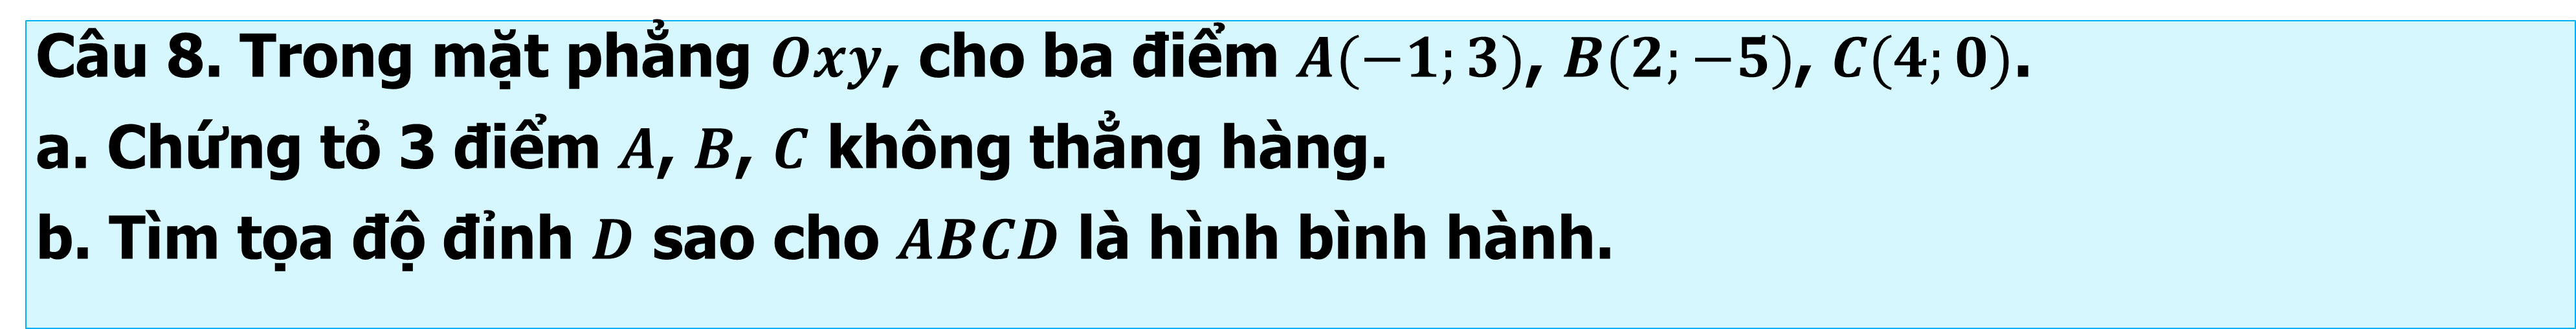 Câu 8. Trong mặt phẳng Oxy, cho ba điểm A(−1; 3), B(2; −5), C(4; 0).
a. Chứng tỏ 3 điểm A, B, C không thẳng hàng.
b. Tìm tọa độ đỉnh D sao cho ABCD là hình bình hành.